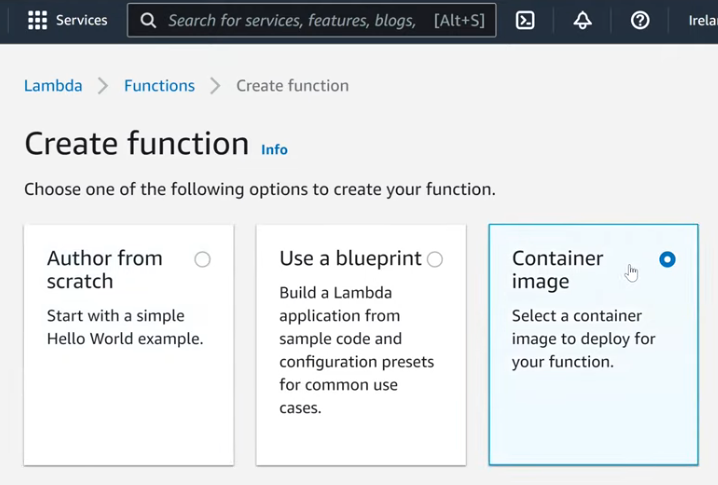 Services
Search for services, features, blogs, [Alt+S]
Lambda
Functions
Create function
Create function Info
Choose one of the following options to create your function.
Author from
scratch
Start with a simple
Hello World example.
Use a blueprint
Build a Lambda
application from
sample code and
configuration presets
for common use
cases.
Container
image
Select a container
image to deploy for
your function.